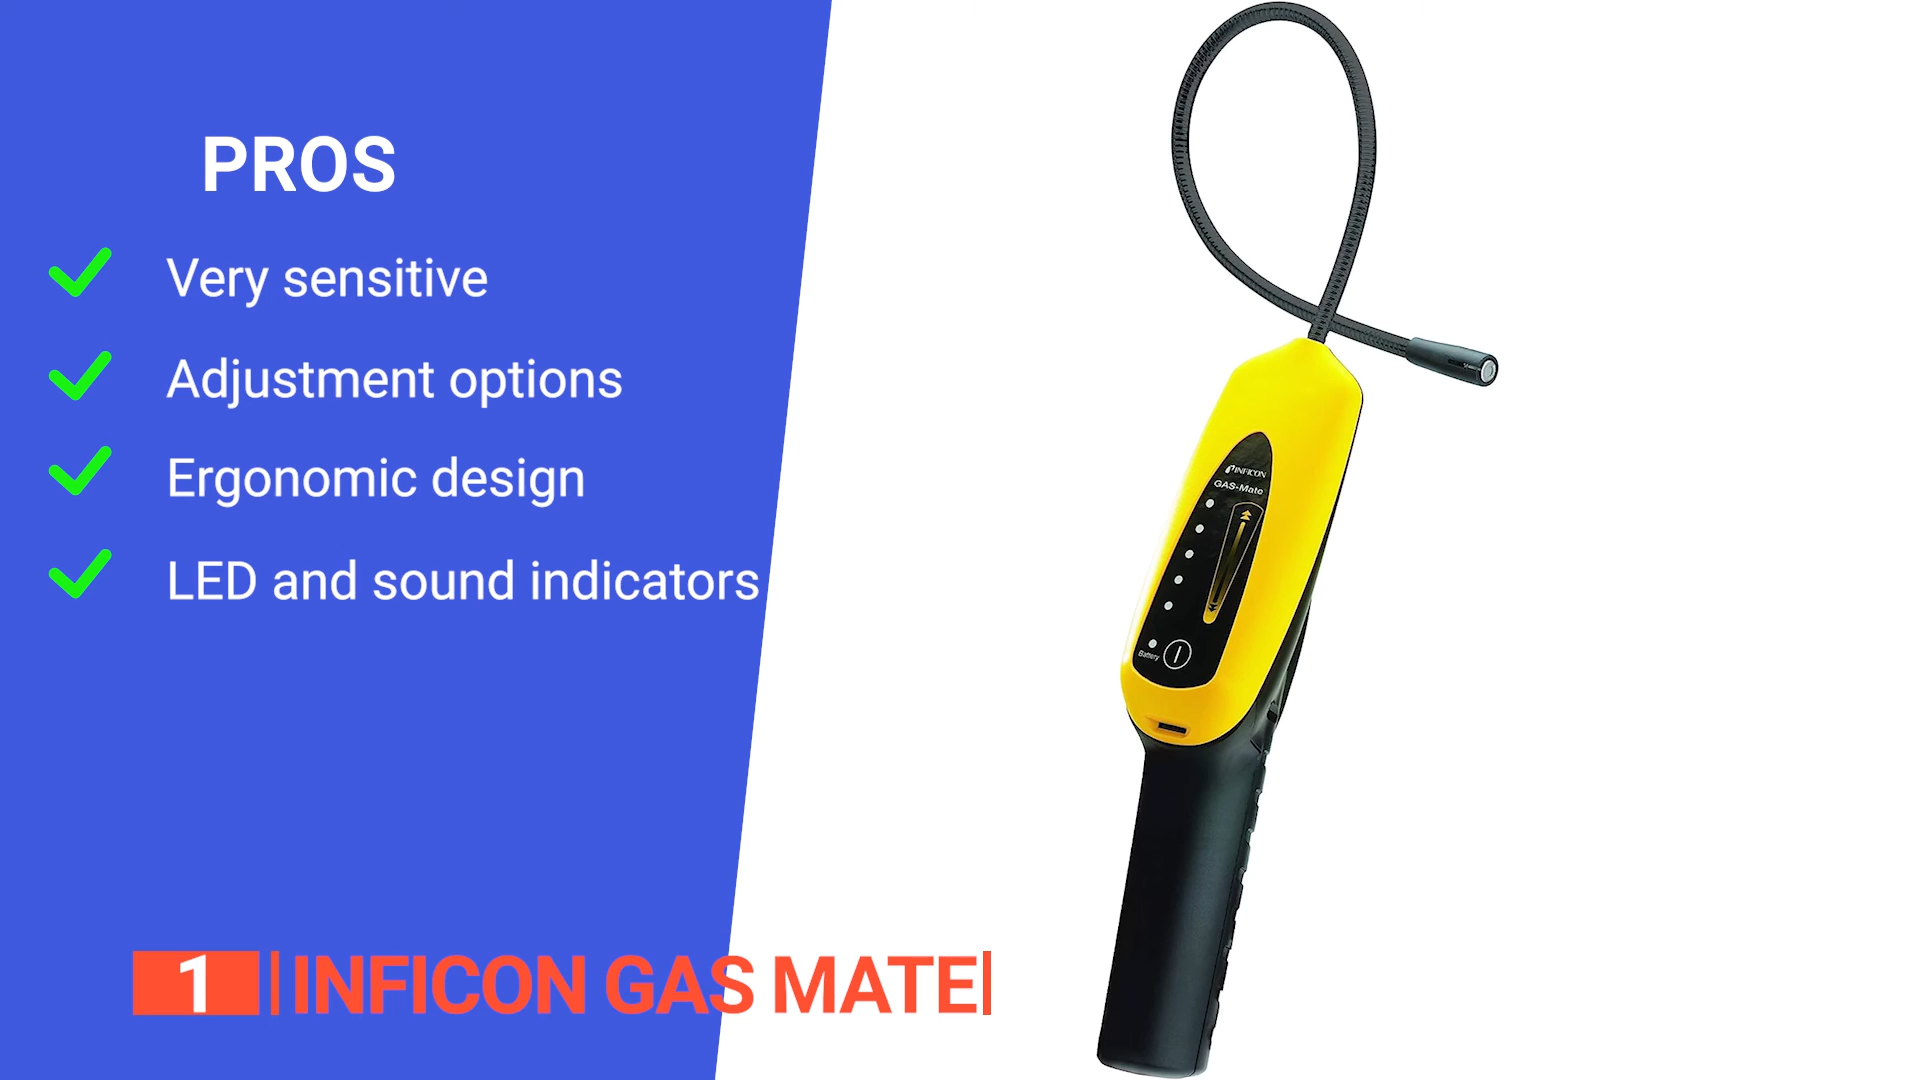 PROS
Very sensitive
Adjustment options
Ergonomic design
LED and sound indicators
INFICON
GAS-Mate
Battery
1 INFICON GAS MATE